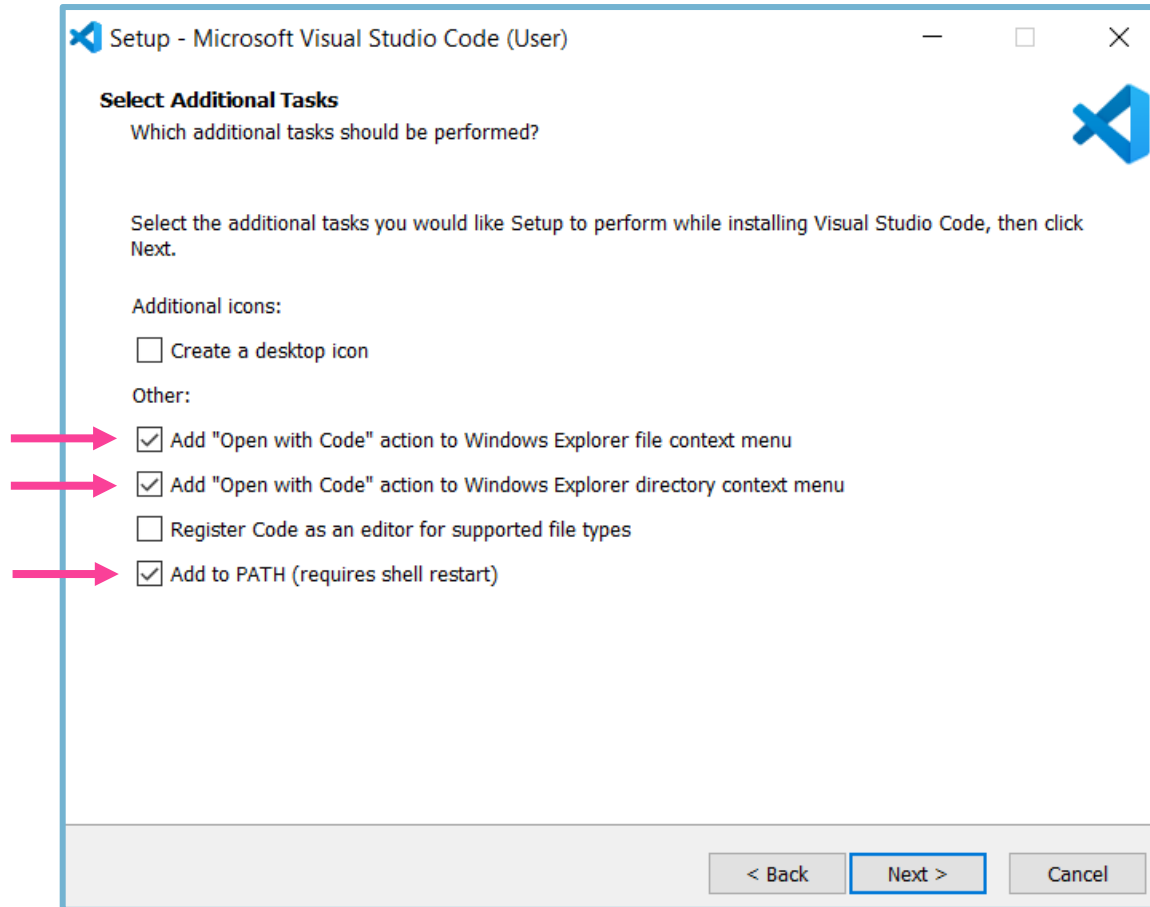 Setup - Microsoft Visual Studio Code (User)
Select Additional Tasks
Which additional tasks should be performed?
Select the additional tasks you would like Setup to perform while installing Visual Studio Code, then click
Next.
Additional icons:
Create a desktop icon
Other:
Add "Open with Code" action to Windows Explorer file context menu
Add "Open with Code" action to Windows Explorer directory context menu
Register Code as an editor for supported file types
Add to PATH (requires shell restart)
< Back Next > Cancel